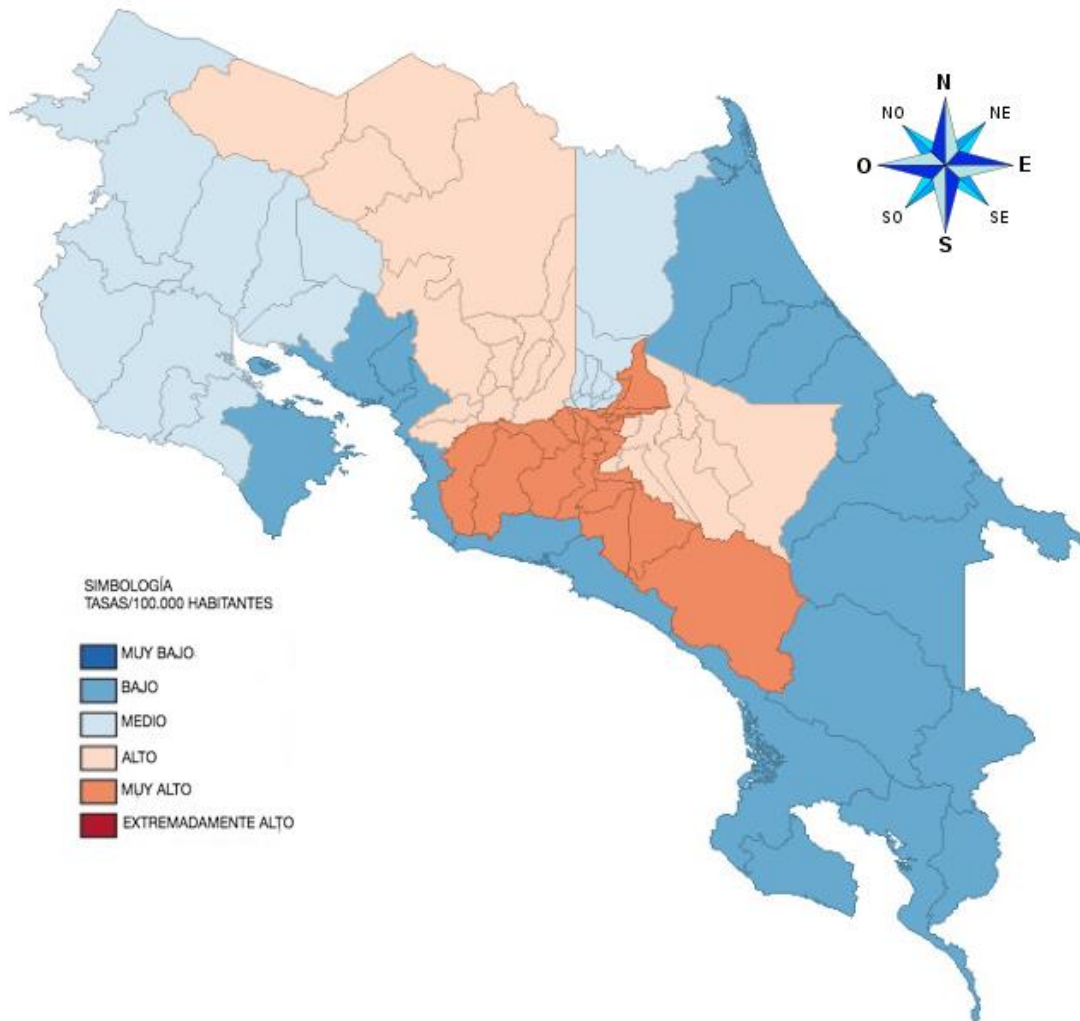 N
NO
NE
O
E
SO
SE
S
SIMBOLOGÍA
TASAS/100.000 HABITANTES
MUY BAJO
BAJO
MEDIO
ALTO
MUY ALTO
EXTREMADAMENTE ALTO